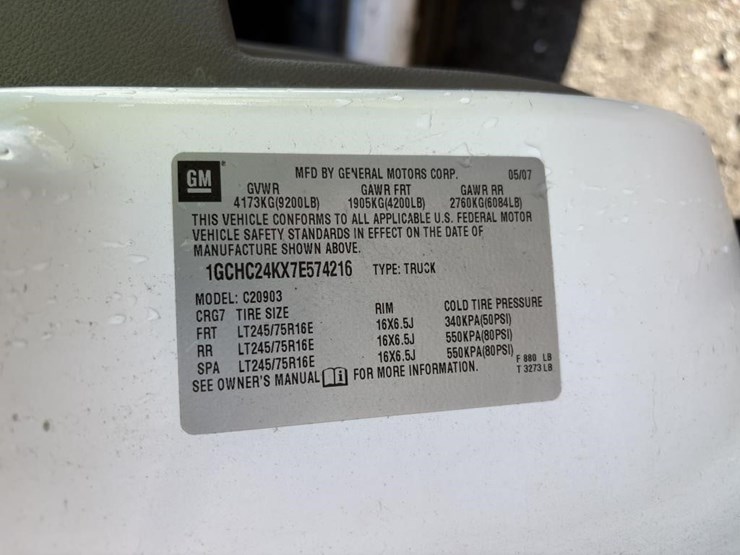 GM
MFD BY GENERAL MOTORS CORP. 05/07
GVWR GAWR FRT GAWR RR
4173KG(9200LB) 1905KG(4200LB) 2760KG(6084LB)
THIS VEHICLE CONFORMS TO ALL APPLICABLE U.S. FEDERAL MOTOR
VEHICLE SAFETY STANDARDS IN EFFECT ON THE DATE OF
MANUFACTURE SHOWN ABOVE.
1GCHC24KX7E574216 TYPE: TRUCK
MODEL: C20903
CRG7 TIRE SIZE RIM COLD TIRE PRESSURE
FRT LT245/75R16E 16X6.5J 340KPA(50PSI)
RR LT245/75R16E 16X6.5J 550KPA(80PSI)
SPA LT245/75R16E 16X6.5J 550KPA(80PSI)
SEE OWNER'S MANUAL FOR MORE INFORMATION.
F 880 LB
T 3273 LB